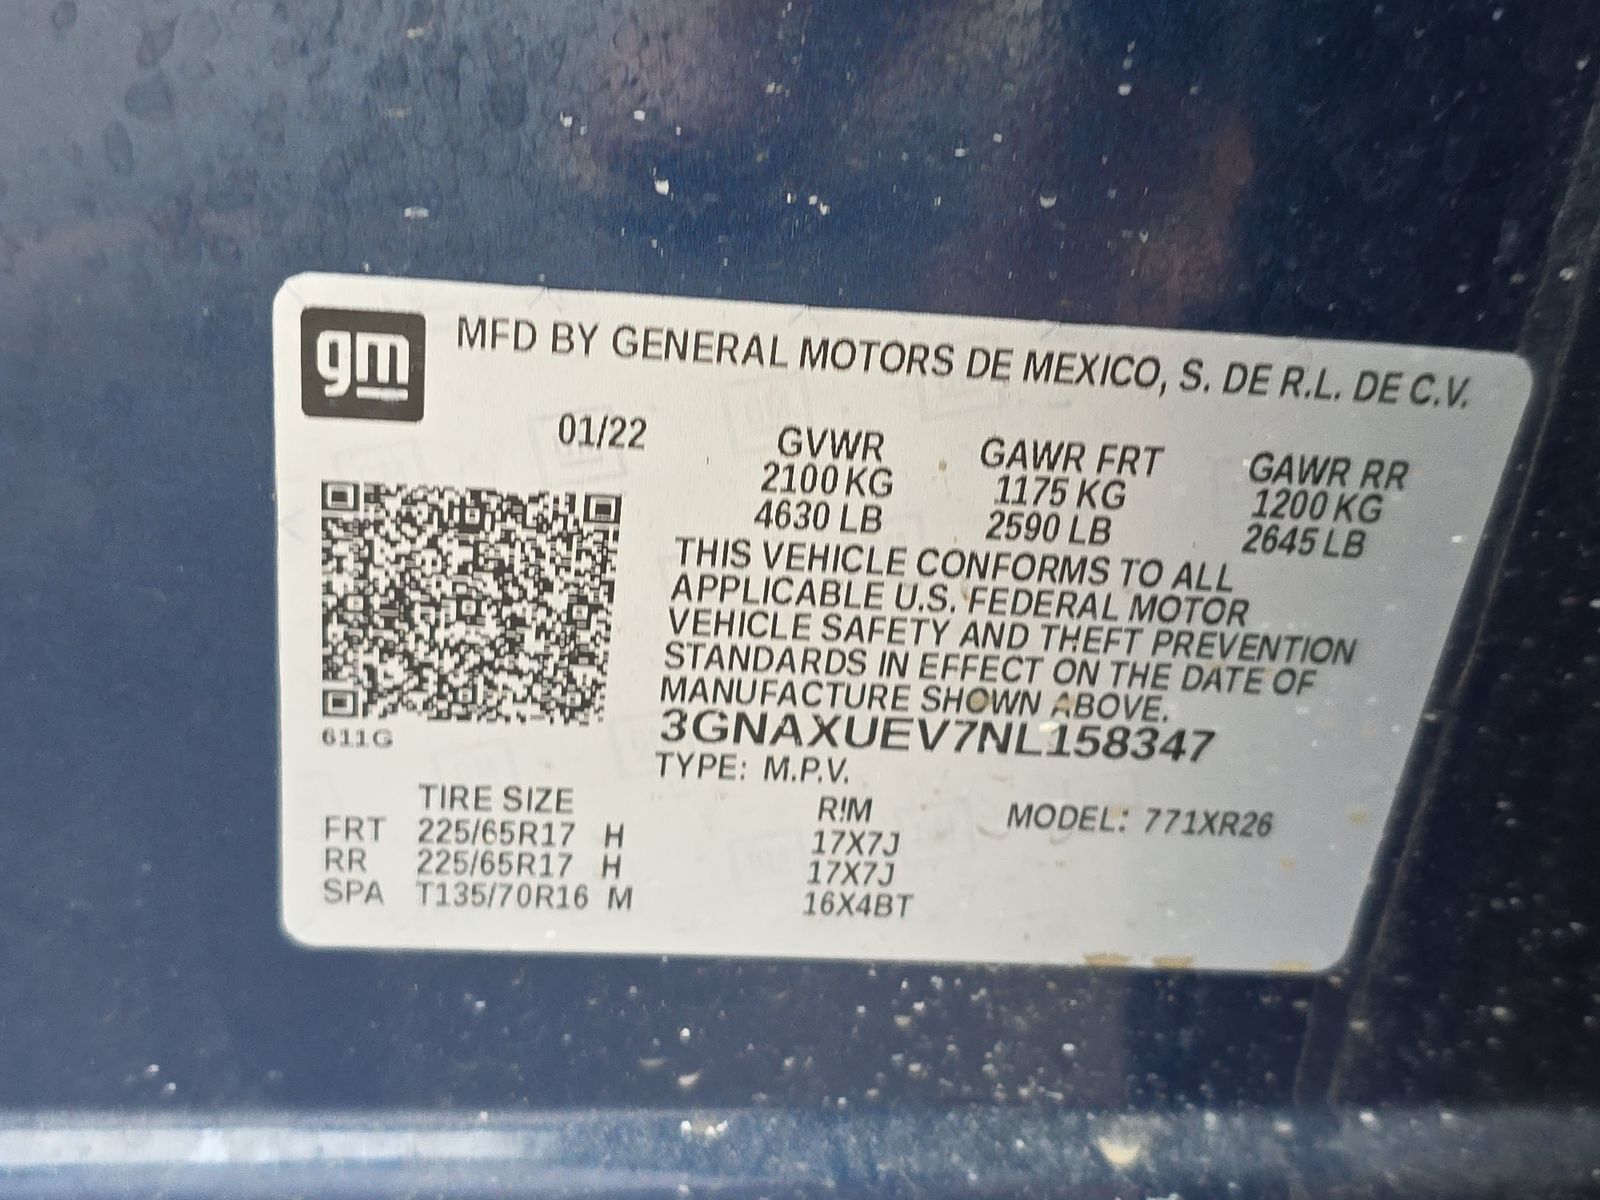 gm
MFD BY GENERAL MOTORS DE MEXICO, S. DE R.L. DE C.V.
01/22
GVWR GAWR FRT GAWR RR
2100 KG 1175 KG 1200 KG
4630 LB 2590 LB 2645 LB
THIS VEHICLE CONFORMS TO ALL
APPLICABLE U.S. FEDERAL MOTOR
VEHICLE SAFETY AND THEFT PREVENTION
STANDARDS IN EFFECT ON THE DATE OF
MANUFACTURE SHOWN ABOVE.
3GNAXUEV7NL158347
611G
TYPE: M.P.V.
TIRE SIZE RIM MODEL: 771XR26
FRT 225/65R17 H 17X7J
RR 225/65R17 H 17X7J
SPA T135/70R16 M 16X4BT